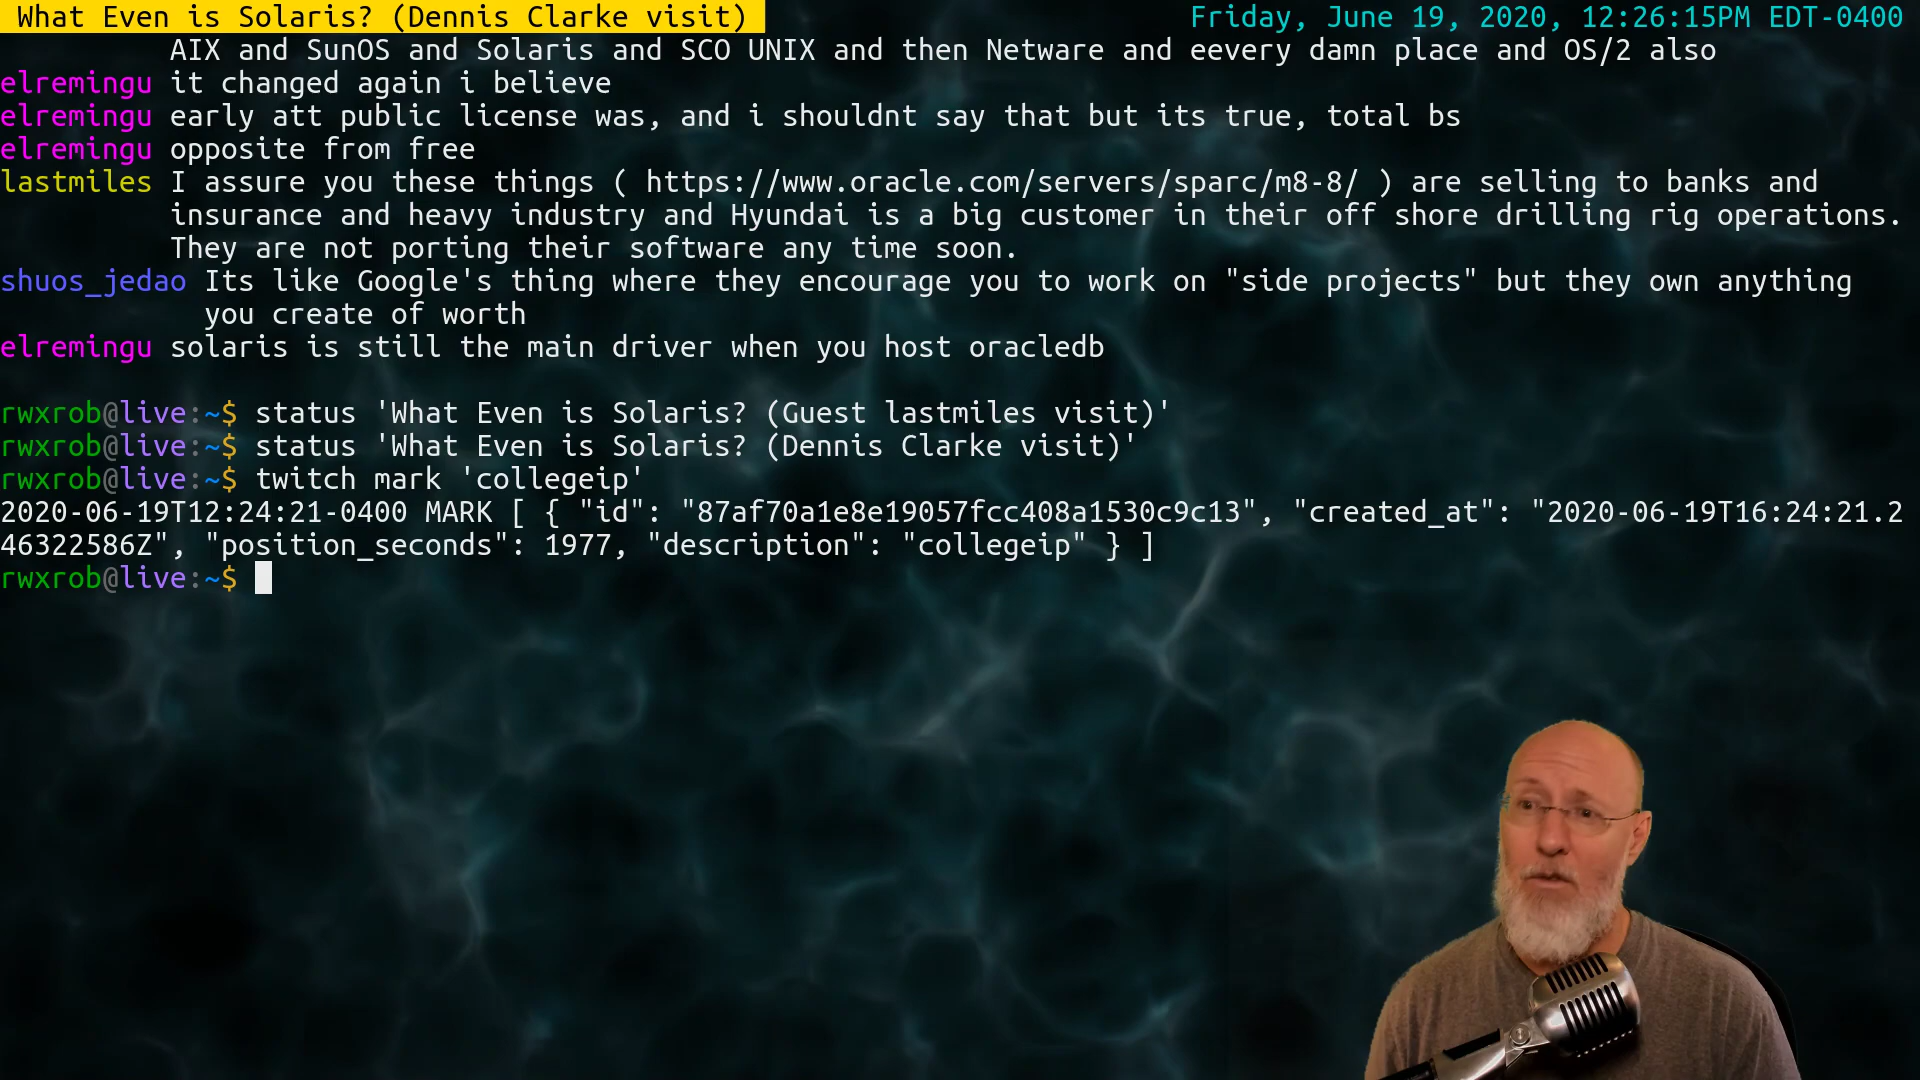 What Even is Solaris? (Dennis Clarke visit) Friday, June 19, 2020, 12:26:15PM EDT-0400
AIX and SunOS and Solaris and SCO UNIX and then Netware and eevery damn place and OS/2 also
elremingu it changed again i believe
elremingu early att public license was, and i shouldnt say that but its true, total bs
elremingu opposite from free
lastmiles I assure you these things ( https://www.oracle.com/servers/sparc/m8-8/ ) are selling to banks and
insurance and heavy industry and Hyundai is a big customer in their off shore drilling rig operations.
They are not porting their software any time soon.
shuos_jedao Its like Google's thing where they encourage you to work on "side projects" but they own anything
you create of worth
elremingu solaris is still the main driver when you host oracledb
rwxrob@live:~$ status 'What Even is Solaris? (Guest lastmiles visit)'
rwxrob@live:~$ status 'What Even is Solaris? (Dennis Clarke visit)'
rwxrob@live:~$ twitch mark 'collegeip'
2020-06-19T12:24:21-0400 MARK [ { "id": "87af70a1e8e19057fcc408a1530c9c13", "created_at": "2020-06-19T16:24:21.2
46322586Z", "position_seconds": 1977, "description": "collegeip" } ]
rwxrob@live:~$